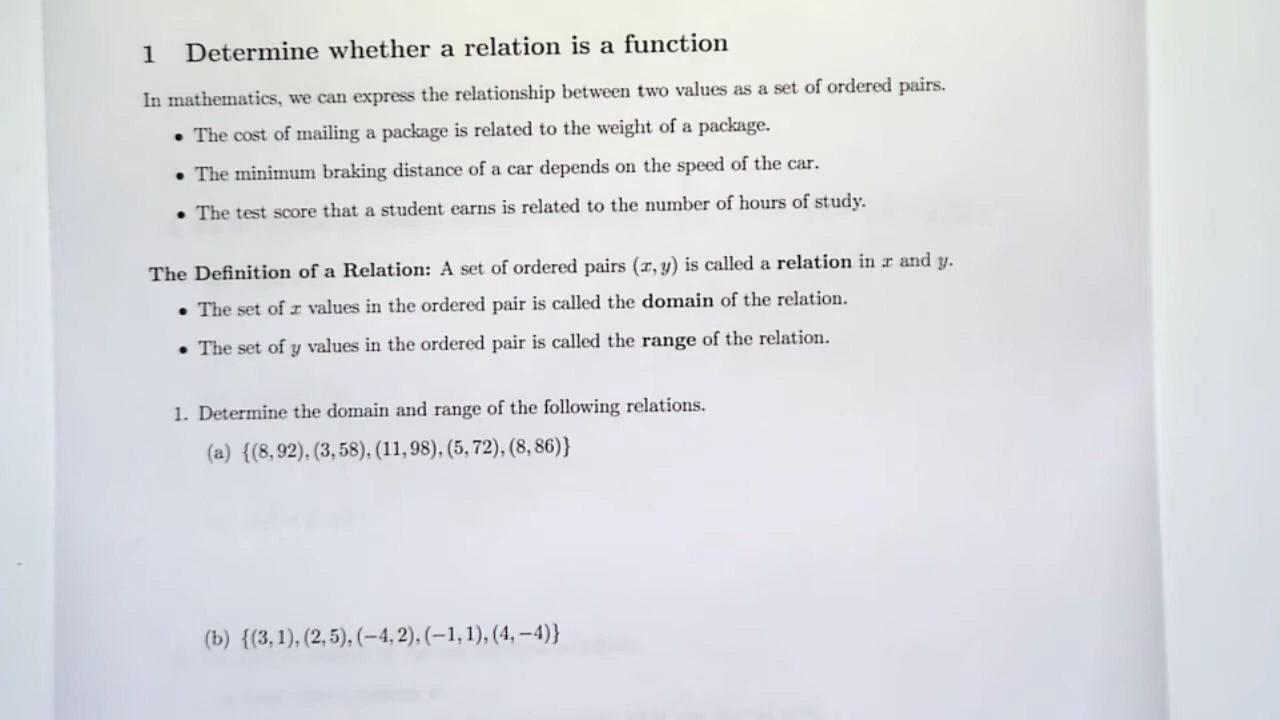 1 Determine whether a relation is a function
In mathematics, we can express the relationship between two values as a set of ordered pairs.
• The cost of mailing a package is related to the weight of a package.
• The minimum braking distance of a car depends on the speed of the car.
• The test score that a student earns is related to the number of hours of study.
The Definition of a Relation: A set of ordered pairs (x, y) is called a relation in x and y.
• The set of x values in the ordered pair is called the domain of the relation.
• The set of y values in the ordered pair is called the range of the relation.
1. Determine the domain and range of the following relations.
(a) {(8, 92), (3, 58), (11, 98), (5, 72), (8, 86)}
(b) {(3, 1), (2, 5), (−4, 2), (−1, 1), (4, −4)}